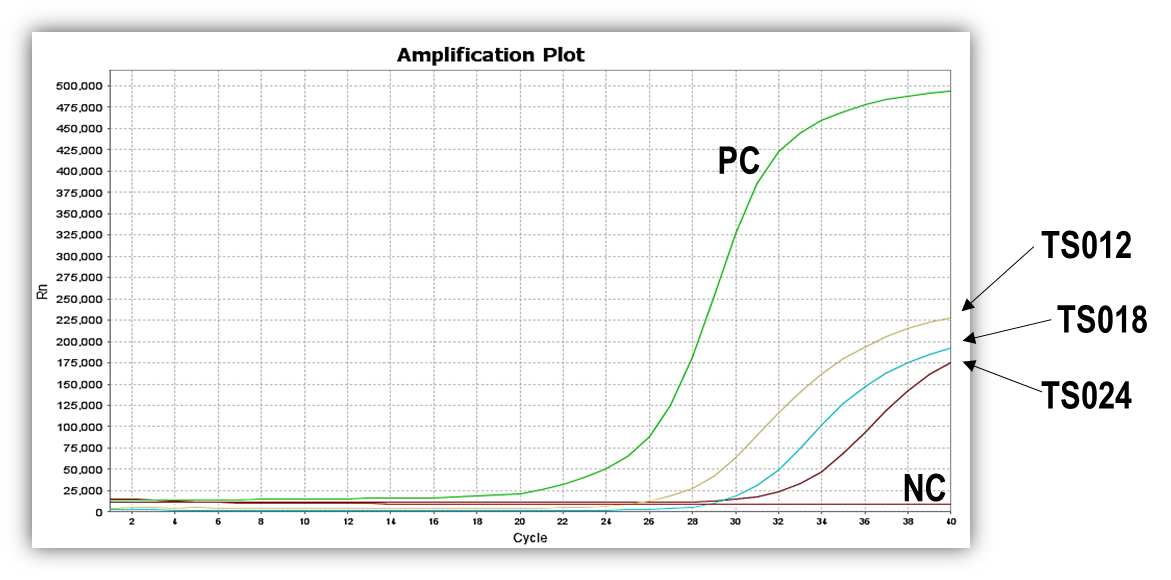 Amplification Plot
500,000
475,000
450,000
425,000
400,000
375,000
350,000
325,000
300,000
275,000
250,000
225,000
200,000
175,000
150,000
125,000
100,000
75,000
50,000
25,000
0
Rn
PC
NC
TS012
TS018
TS024
2 4 6 8 10 12 14 16 18 20 22 24 26 28 30 32 34 36 38 40
Cycle